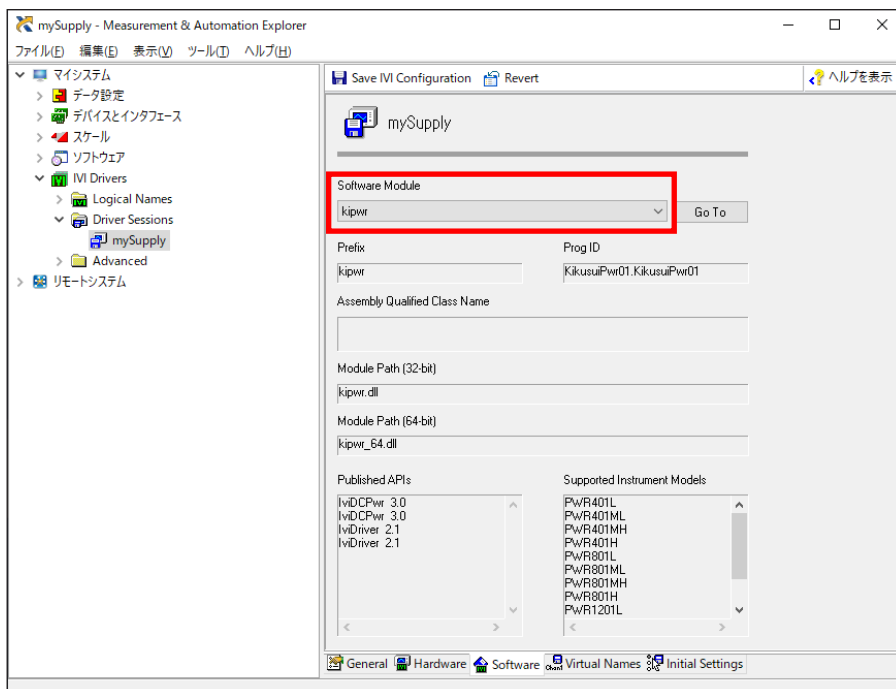 mySupply - Measurement & Automation Explorer
ファイル(F) 編集(E) 表示(V) ツール(T) ヘルプ(H)
マイシステム
データ設定
デバイスとインタフェース
スケール
ソフトウェア
IVI Drivers
Logical Names
Driver Sessions
mySupply
Advanced
リモートシステム
Save IVI Configuration Revert ヘルプを表示
mySupply
Software Module
kipwr Go To
Prefix Prog ID
kipwr KikusuiPwr01.KikusuiPwr01
Assembly Qualified Class Name
Module Path (32-bit)
kipwr.dll
Module Path (64-bit)
kipwr_64.dll
Published APIs
IviDCPwr 3.0
IviDCPwr 3.0
IviDriver 2.1
IviDriver 2.1
Supported Instrument Models
PWR401L
PWR401ML
PWR401MH
PWR401H
PWR801L
PWR801ML
PWR801MH
PWR801H
PWR1201L
General Hardware Software Virtual Names Initial Settings